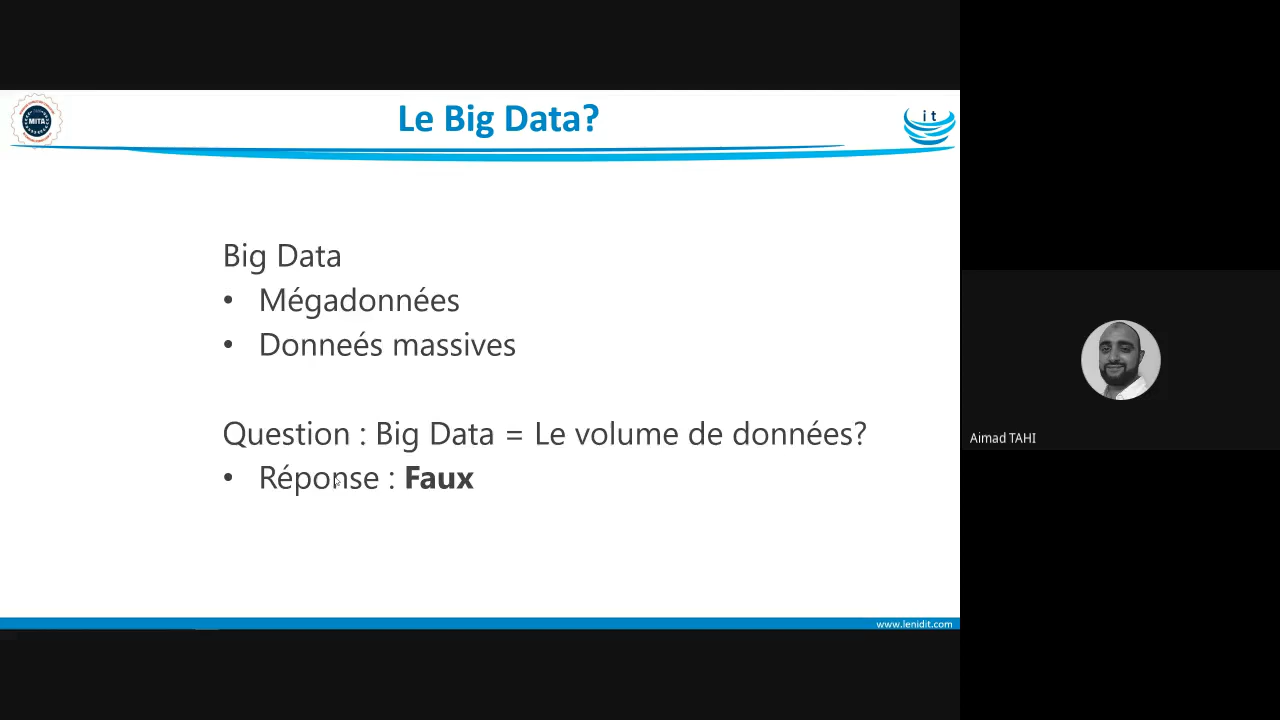 Le Big Data?
MITA
i t
Big Data
• Mégadonnées
• Donneés massives
Question : Big Data = Le volume de données?
• Réponse : Faux
www.lenidit.com
Aimad TAHI